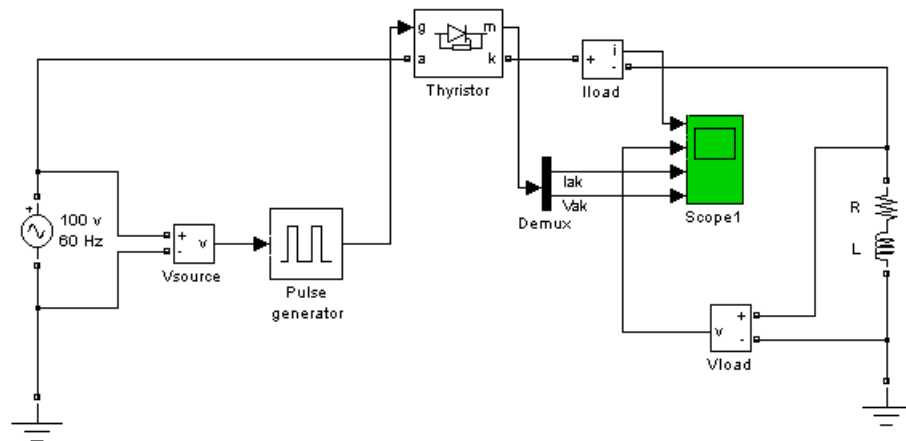 g m
a k
Thyristor
+ i
-
Iload
Scope1
Iak
Vak
Demux
+
100 v
60 Hz
+
- v
Vsource
Pulse
generator
R
L
+
v
-
Vload